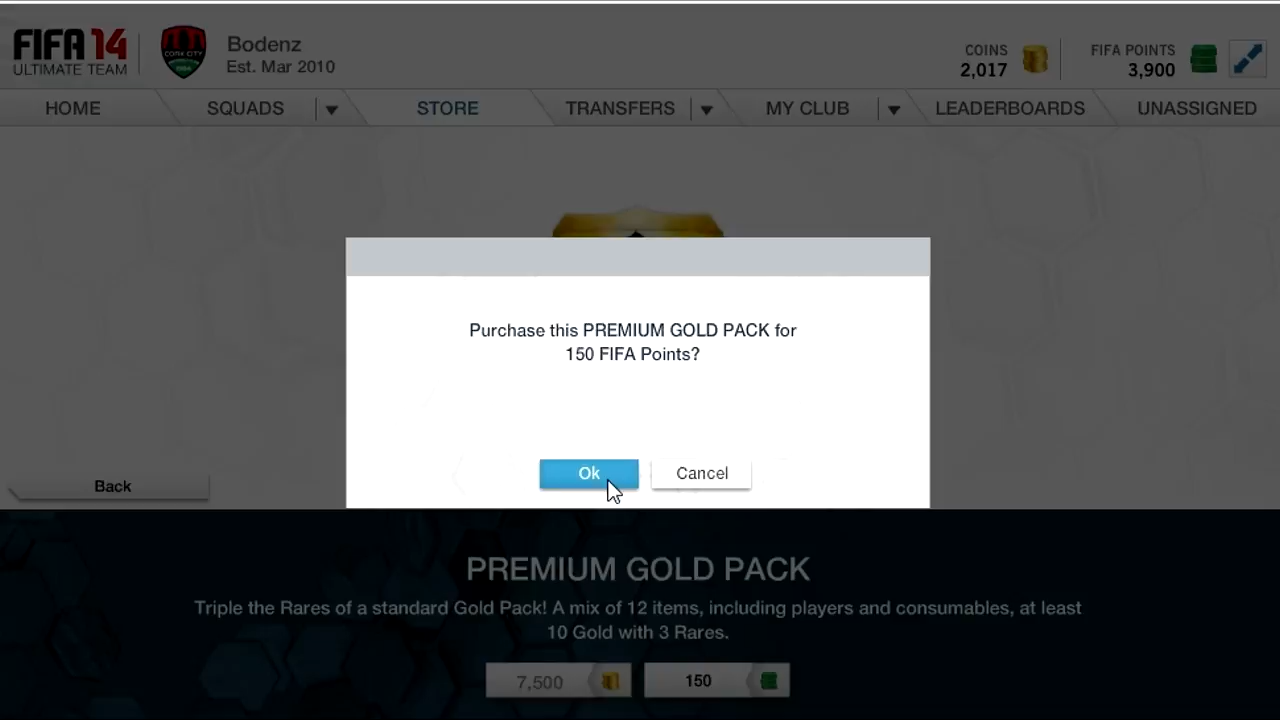 FIFA 14
ULTIMATE TEAM
CORK CITY
Bodenz
Est. Mar 2010
COINS
2,017
FIFA POINTS
3,900
HOME
SQUADS
STORE
TRANSFERS
MY CLUB
LEADERBOARDS
UNASSIGNED
Purchase this PREMIUM GOLD PACK for
150 FIFA Points?
Ok
Cancel
Back
PREMIUM GOLD PACK
Triple the Rares of a standard Gold Pack! A mix of 12 items, including players and consumables, at least
10 Gold with 3 Rares.
7,500
150